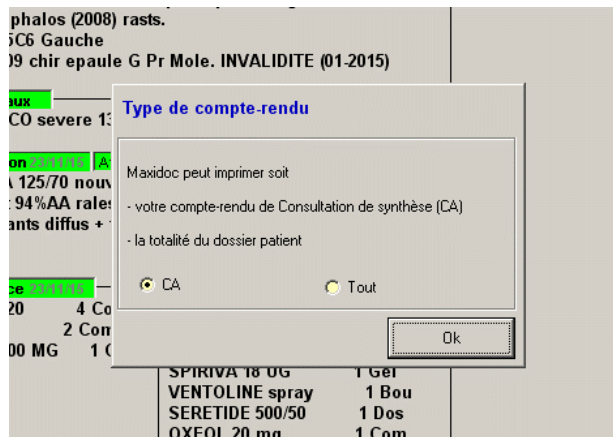 phalos (2008) rasts.
5C6 Gauche
09 chir epaule G Pr Mole. INVALIDITE (01-2015)
aux
CO severe
Type de compte-rendu
on 23/11/15
125/70
94%AA rales
ants diffus +
Maxidoc peut imprimer soit
- votre compte-rendu de Consultation de synthèse (CA)
- la totalité du dossier patient
CA
Tout
Ok
ce 23/11/15
20 4 Co
2 Com
00 MG 1
SPIRIVA 18 UG 1 Gel
VENTOLINE spray 1 Bou
SERETIDE 500/50 1 Dos
OXEOL 20 mg 1 Com